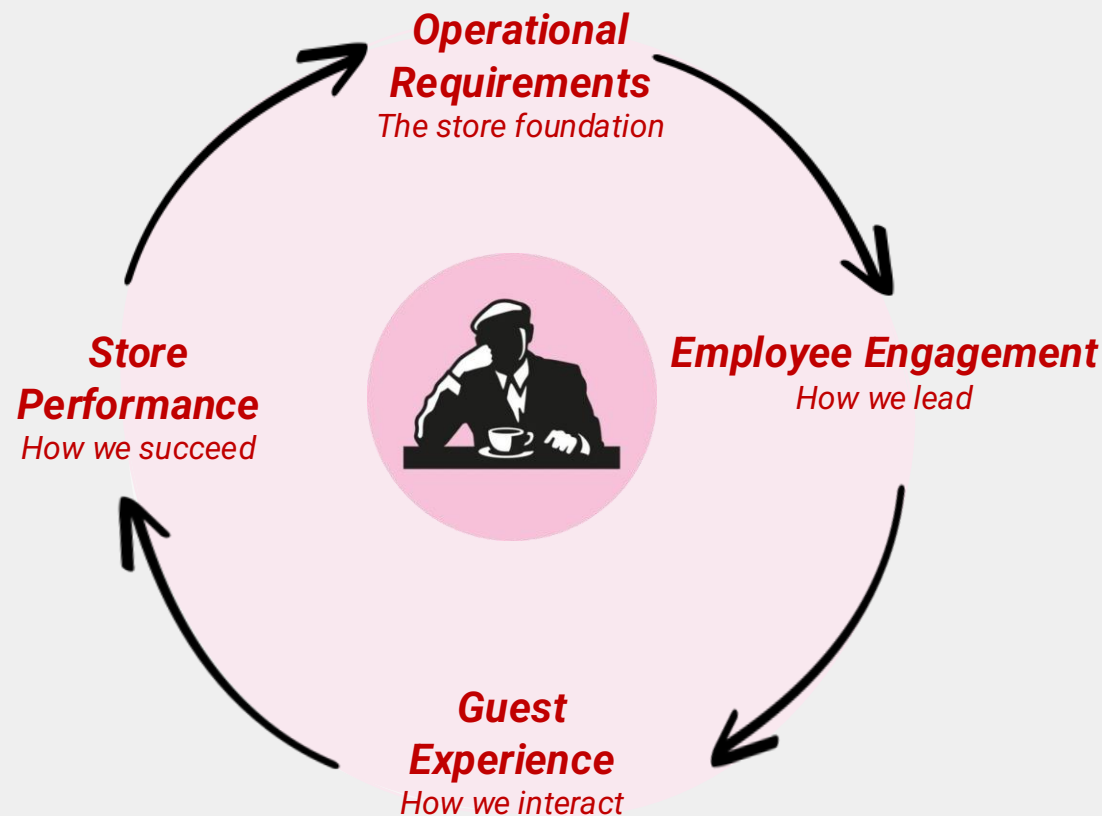 Operational
Requirements
The store foundation
Employee Engagement
How we lead
Guest
Experience
How we interact
Store
Performance
How we succeed